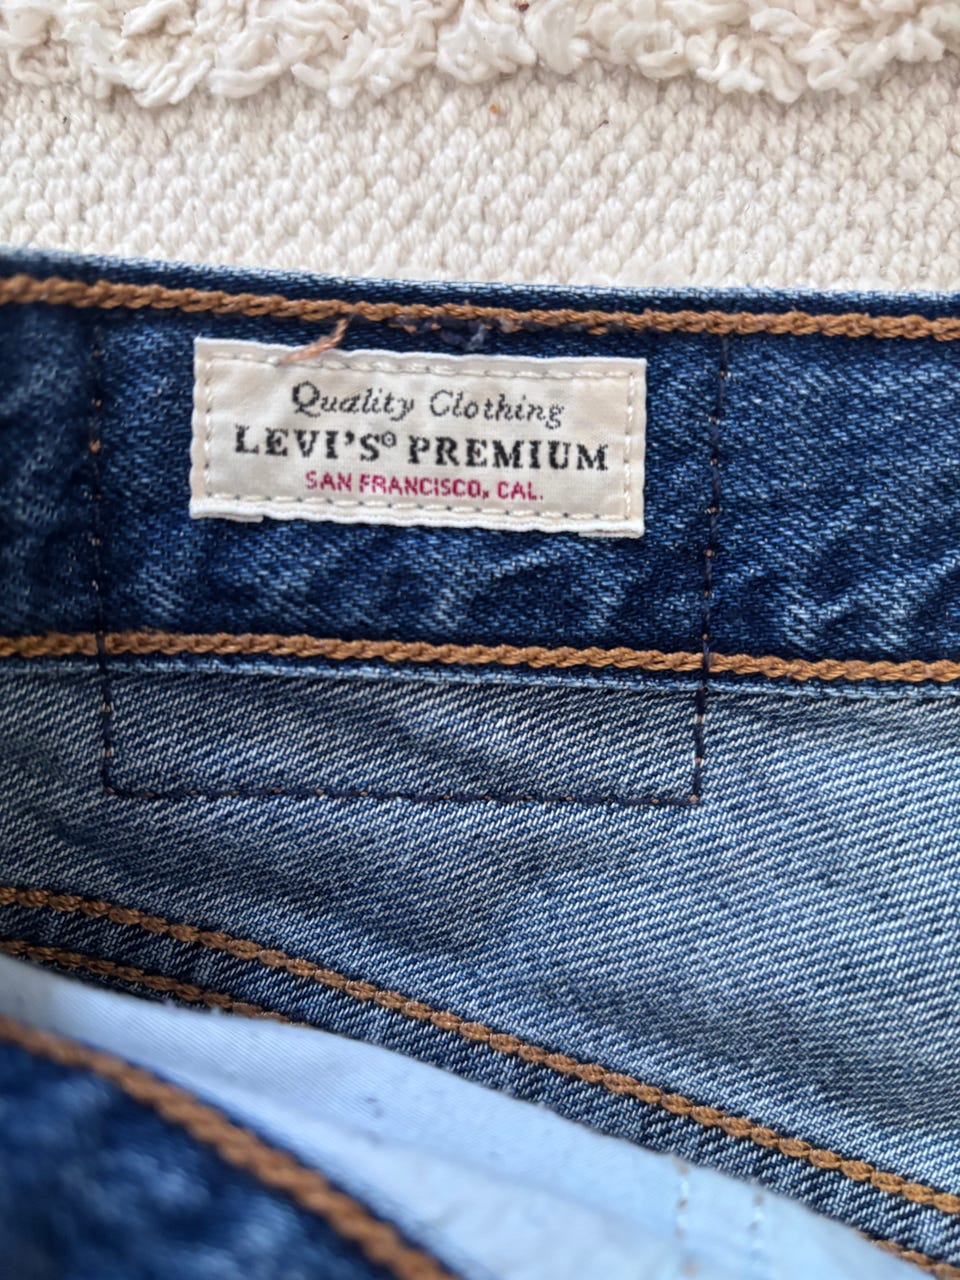 Quality Clothing
LEVI'S® PREMIUM
SAN FRANCISCO, CAL.